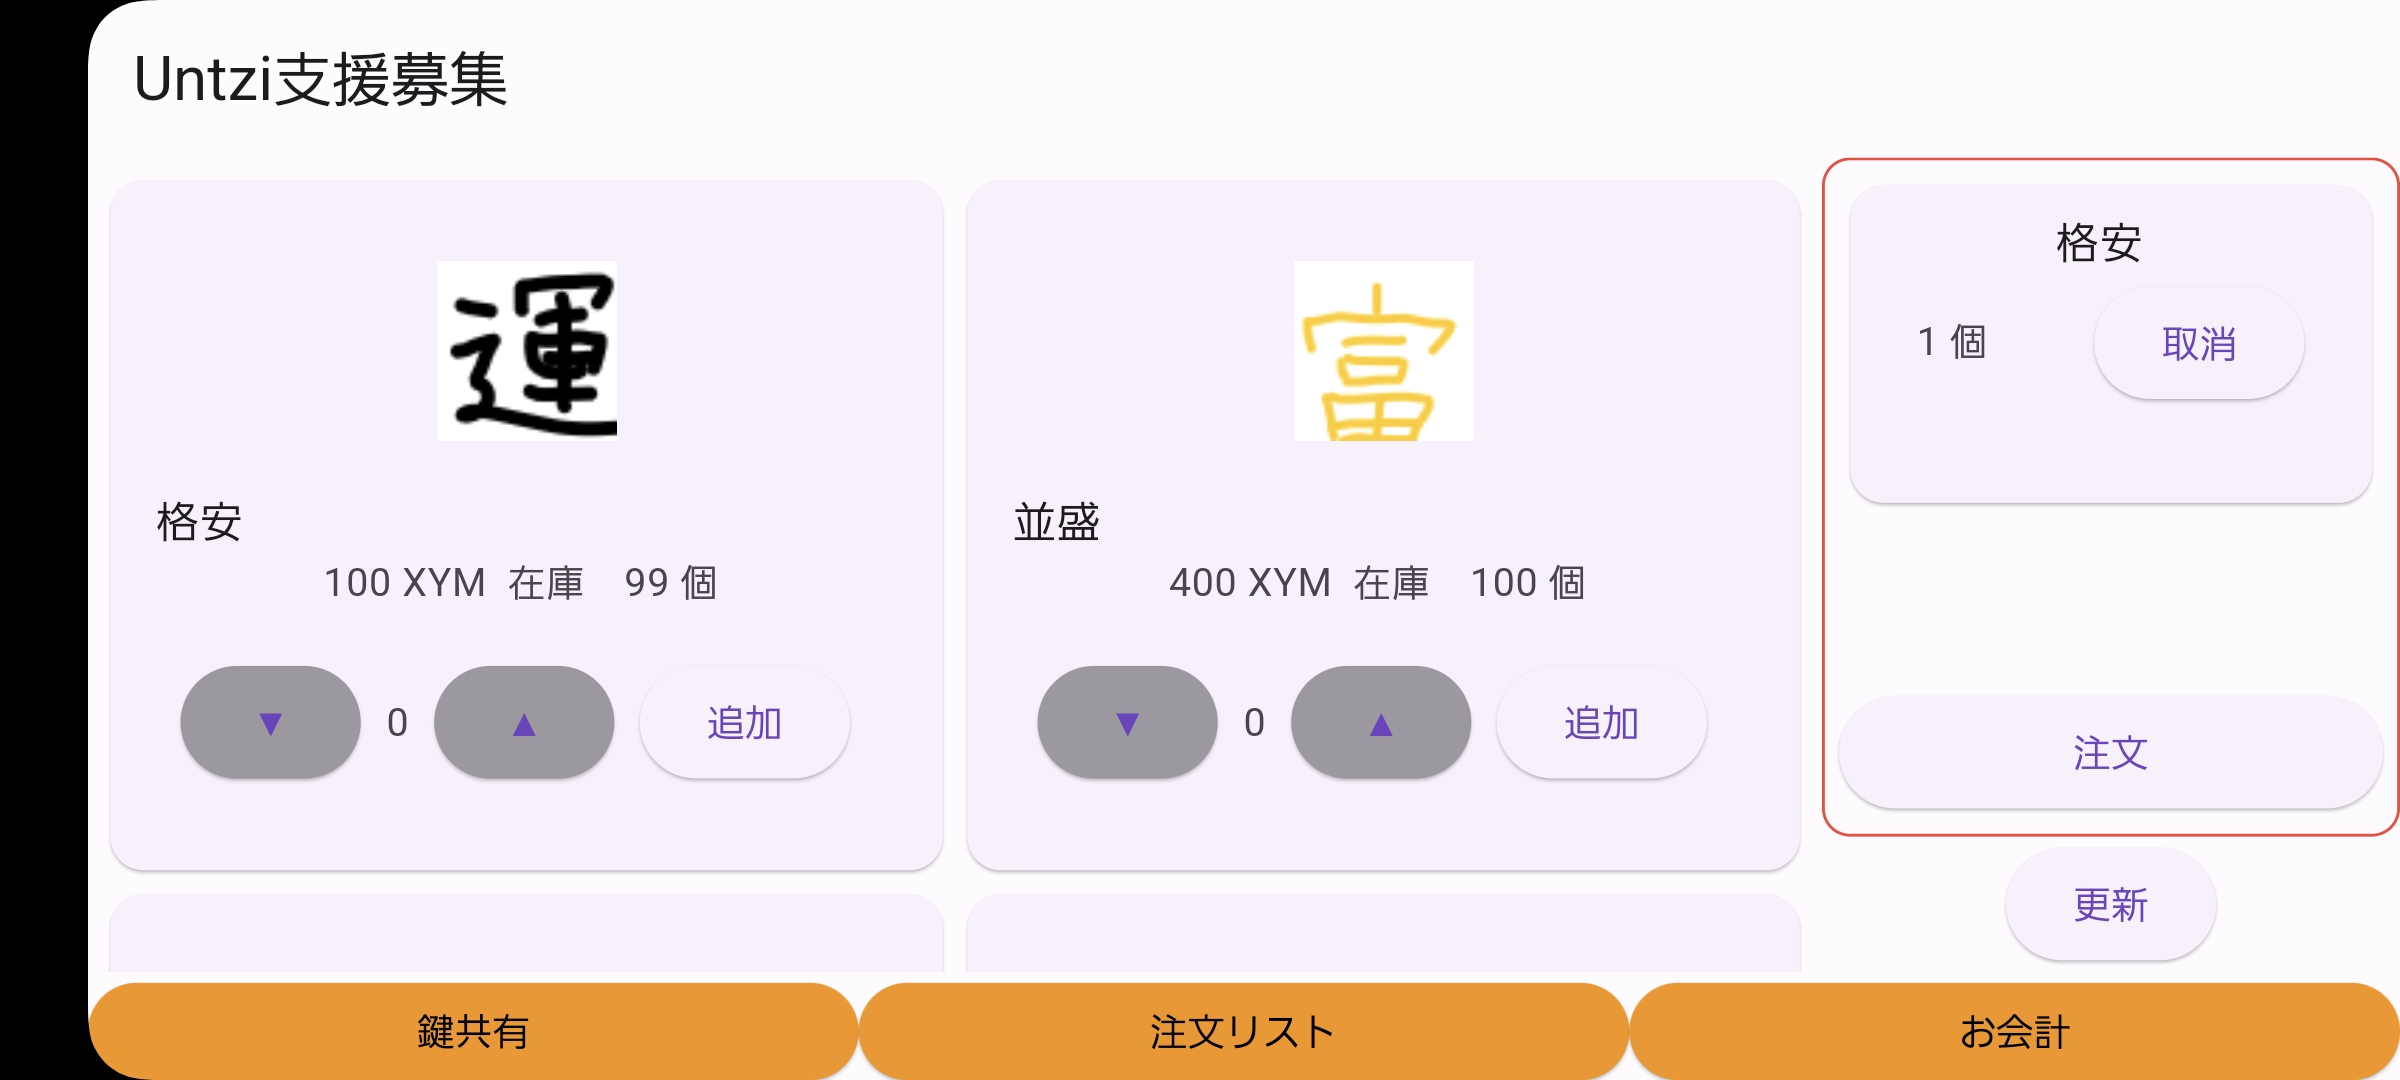 Untzi支援募集
運
格安
100 XYM 在庫 99 個
▼ 0 ▲ 追加
富
並盛
400 XYM 在庫 100 個
▼ 0 ▲ 追加
格安
1 個 取消
注文
更新
鍵共有 注文リスト お会計